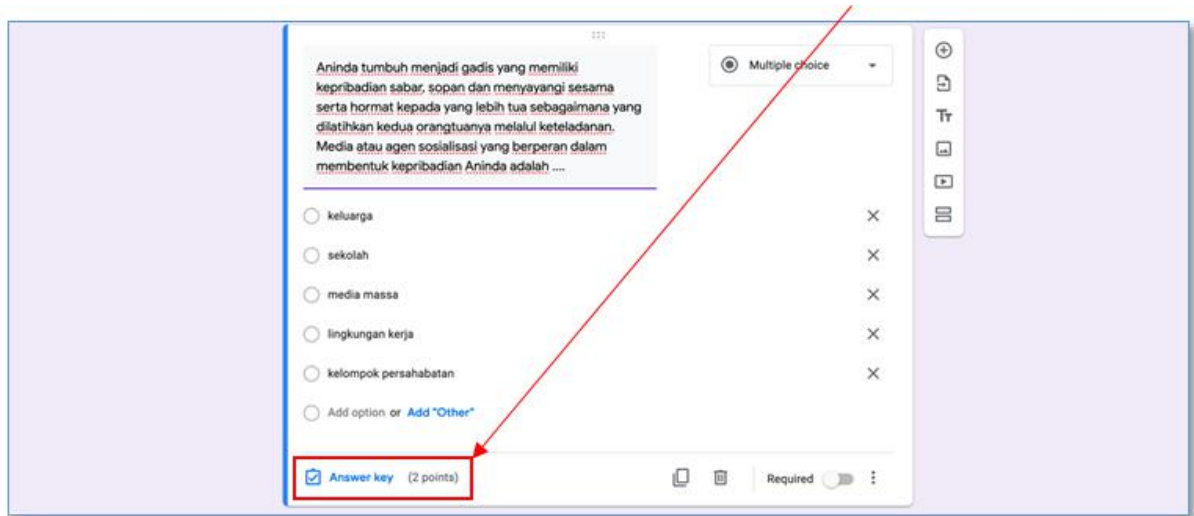 Aninda tumbuh menjadi gadis yang memiliki
kepribadian sabar, sopan dan menyayangi sesama
serta hormat kepada yang lebih tua sebagaimana yang
dilatihkan kedua orangtuanya melalul keteladanan.
Media atau agen sosialisasi yang berperan dalam
membentuk kepribadian Aninda adalah ....
Multiple choice
Tт
keluarga
sekolah
media massa
lingkungan kerja
kelompok persahabatan
Add option or Add "Other"
Answer key (2 points)
Required